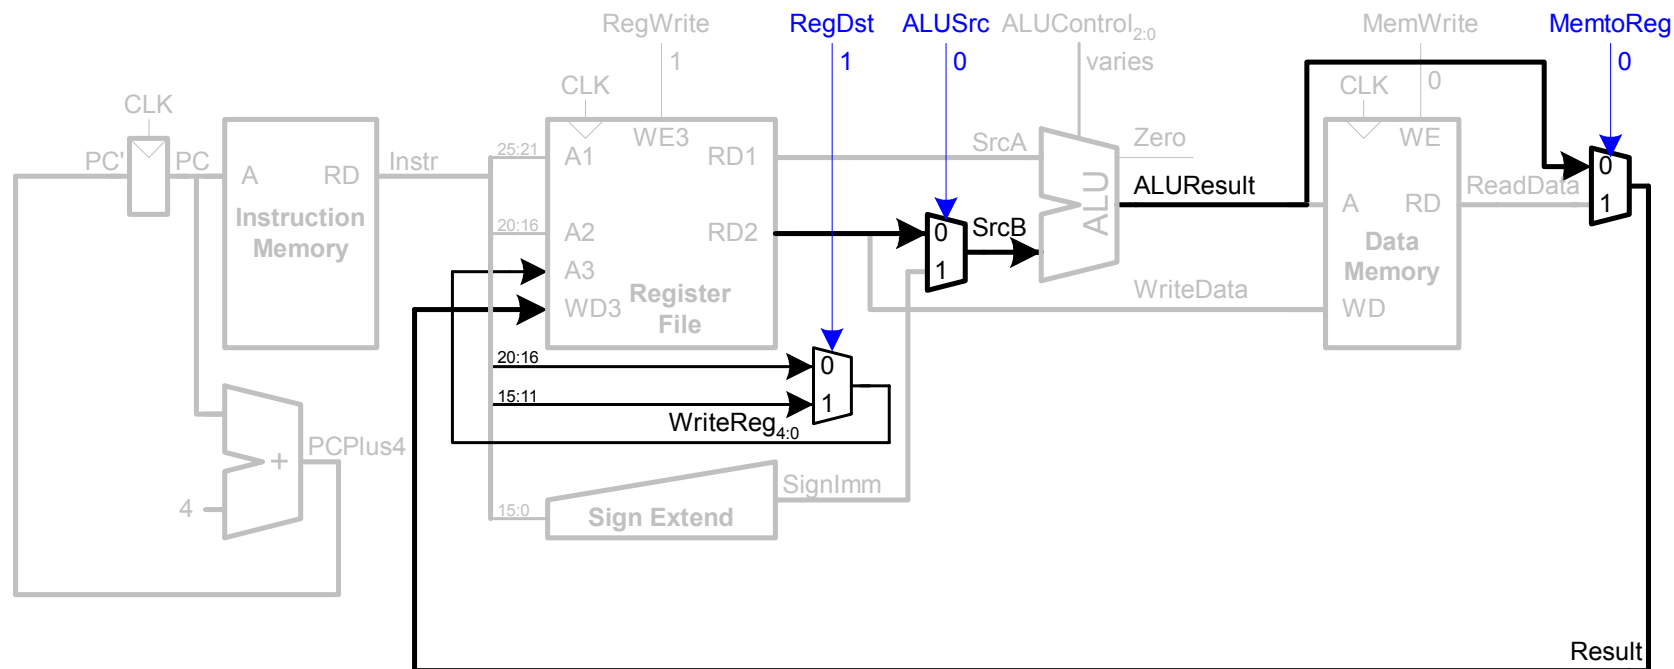 RegWrite
RegDst
ALUSrc
ALUControl2:0
MemWrite
MemtoReg
1
1
0
varies
0
0
CLK
CLK
CLK
PC'
PC
A
RD
Instr
Instruction
Memory
25:21
A1
WE3
RD1
SrcA
Zero
ALU
ALUResult
WE
A
RD
ReadData
0
1
20:16
A2
RD2
0
1
SrcB
A3
WD3
Register
File
Data
Memory
WriteData
WD
20:16
0
15:11
1
WriteReg4:0
PCPlus4
+
4
15:0
Sign Extend
SignImm
Result